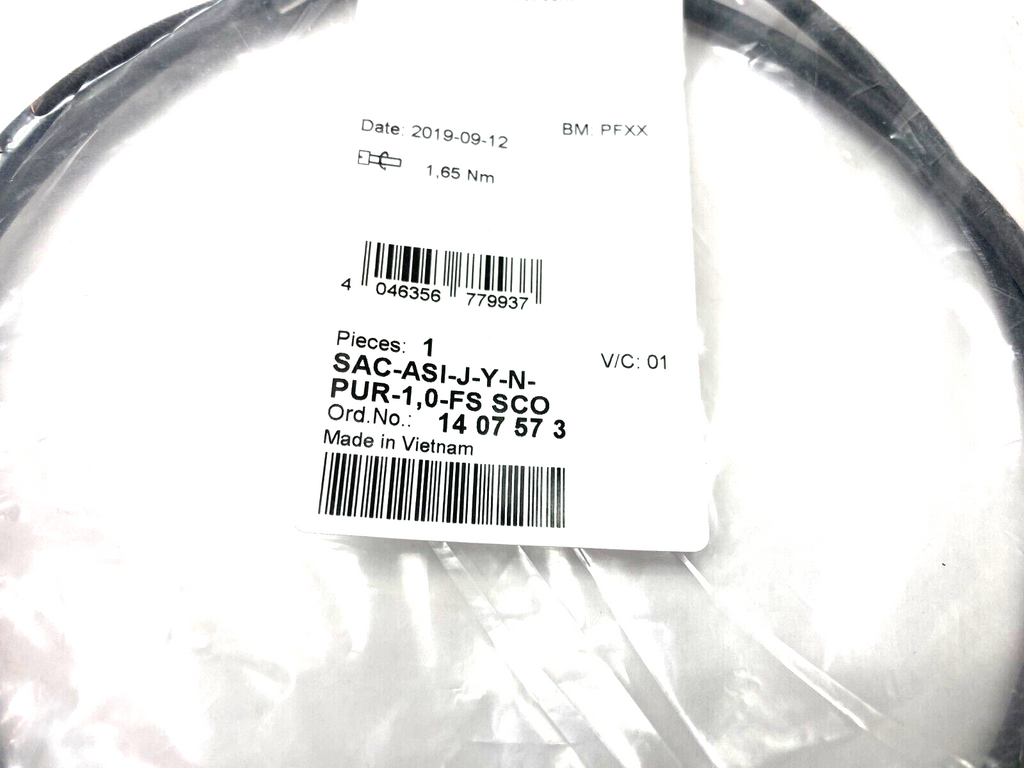 Date: 2019-09-12 BM: PFXX
1,65 Nm
4 046356 779937
Pieces: 1 V/C: 01
SAC-ASI-J-Y-N-
PUR-1,0-FS SCO
Ord.No.: 14 07 57 3
Made in Vietnam